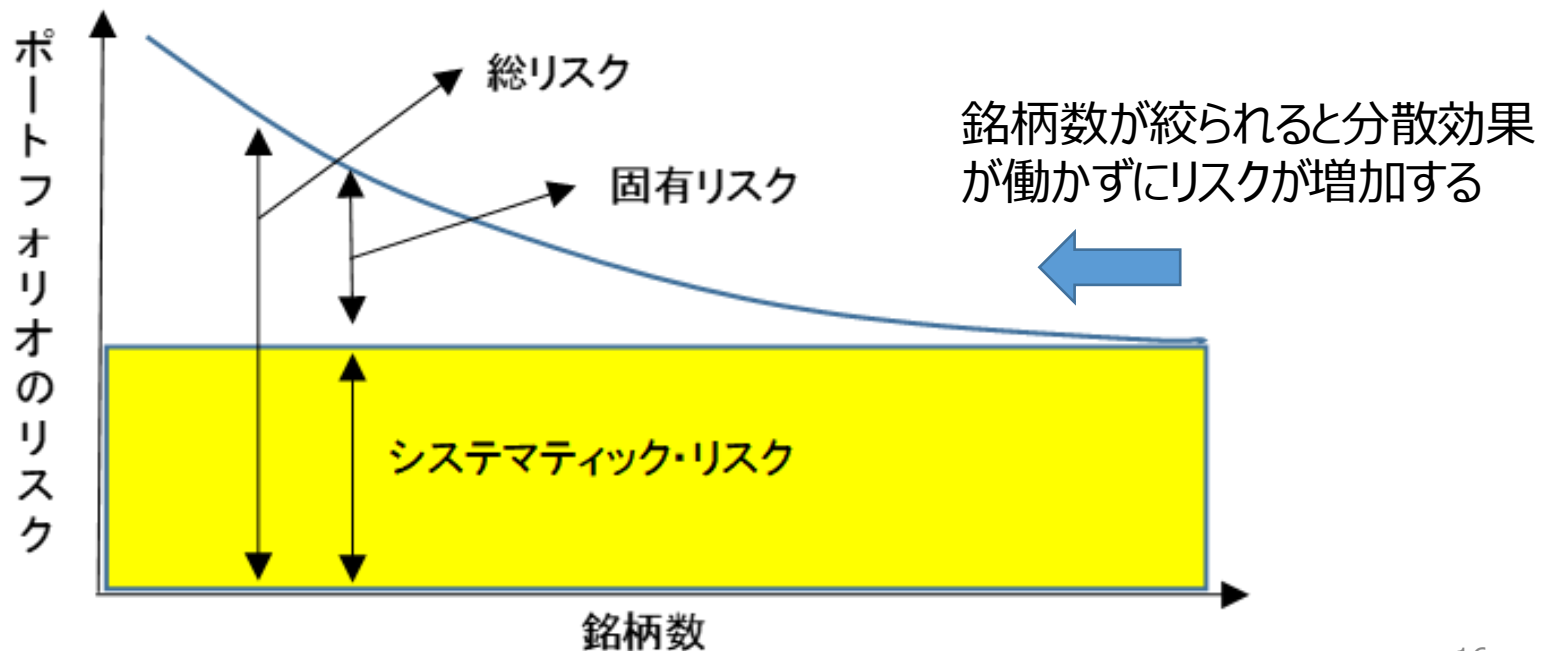 ポートフォリオのリスク
総リスク
固有リスク
銘柄数が絞られると分散効果
が働かずにリスクが増加する
システマティック・リスク
銘柄数